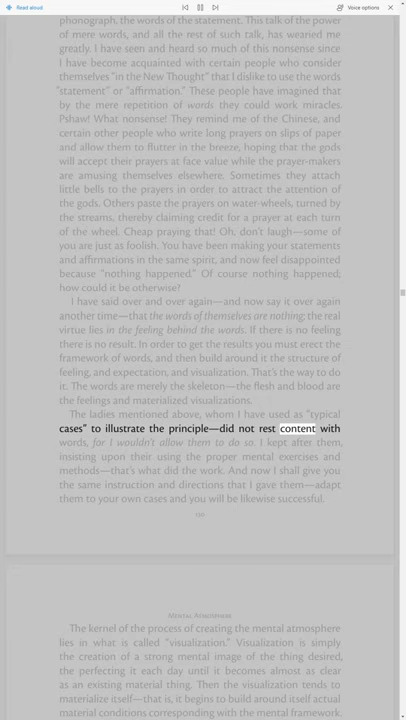 Read aloud
Voice options
phonograph, the words of the statement. This talk of the power
of mere words, and all the rest of such talk, has wearied me
greatly. I have seen and heard so much of this nonsense since
I have become acquainted with certain people who consider
themselves “in the New Thought” that I dislike to use the words
“statement” or “affirmation.” These people have imagined that
by the mere repetition of words they could work miracles.
Pshaw! What nonsense! They remind me of the Chinese, and
certain other people who write long prayers on slips of paper
and allow them to flutter in the breeze, hoping that the gods
will accept their prayers at face value while the prayer-makers
are amusing themselves elsewhere. Sometimes they attach
little bells to the prayers in order to attract the attention of
the gods. Others paste the prayers on water-wheels, turned by
the streams, thereby claiming credit for a prayer at each turn
of the wheel. Cheap praying that! Oh, don’t laugh—some of
you are just as foolish. You have been making your statements
and affirmations in the same spirit, and now feel disappointed
because “nothing happened.” Of course nothing happened;
how could it be otherwise?
I have said over and over again—and now say it over again
another time—that the words of themselves are nothing; the real
virtue lies in the feeling behind the words. If there is no feeling
there is no result. In order to get the results you must erect the
framework of words, and then build around it the structure of
feeling, and expectation, and visualization. That’s the way to do
it. The words are merely the skeleton—the flesh and blood are
the feelings and materialized visualizations.
The ladies mentioned above, whom I have used as “typical
cases” to illustrate the principle—did not rest content with
words, for I wouldn’t allow them to do so. I kept after them,
insisting upon their using the proper mental exercises and
methods—that’s what did the work. And now I shall give you
the same instruction and directions that I gave them—adapt
them to your own cases and you will be likewise successful.
Mental Atmosphere
The kernel of the process of creating the mental atmosphere
lies in what is called “visualization.” Visualization is simply
the creation of a strong mental image of the thing desired,
the perfecting it each day until it becomes almost as clear
as an existing material thing. Then the visualization tends to
materialize itself—that is, it begins to build around itself actual
material conditions corresponding with the mental framework.